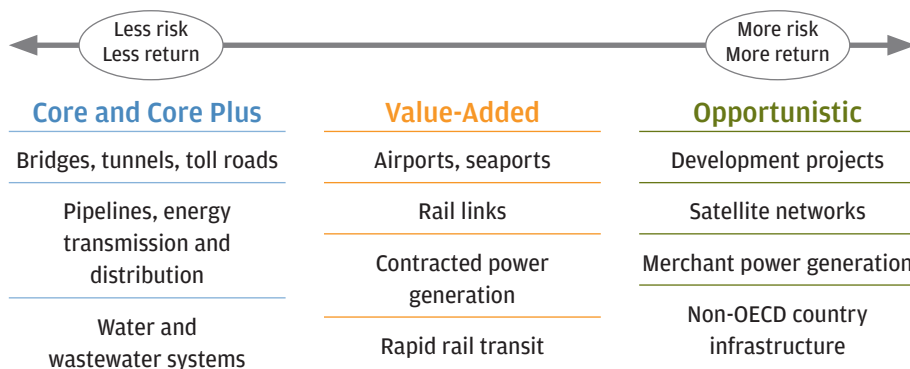 Less risk
Less return
More risk
More return
Core and Core Plus
Bridges, tunnels, toll roads
Pipelines, energy
transmission and
distribution
Water and
wastewater systems
Value-Added
Airports, seaports
Rail links
Contracted power
generation
Rapid rail transit
Opportunistic
Development projects
Satellite networks
Merchant power generation
Non-OECD country
infrastructure